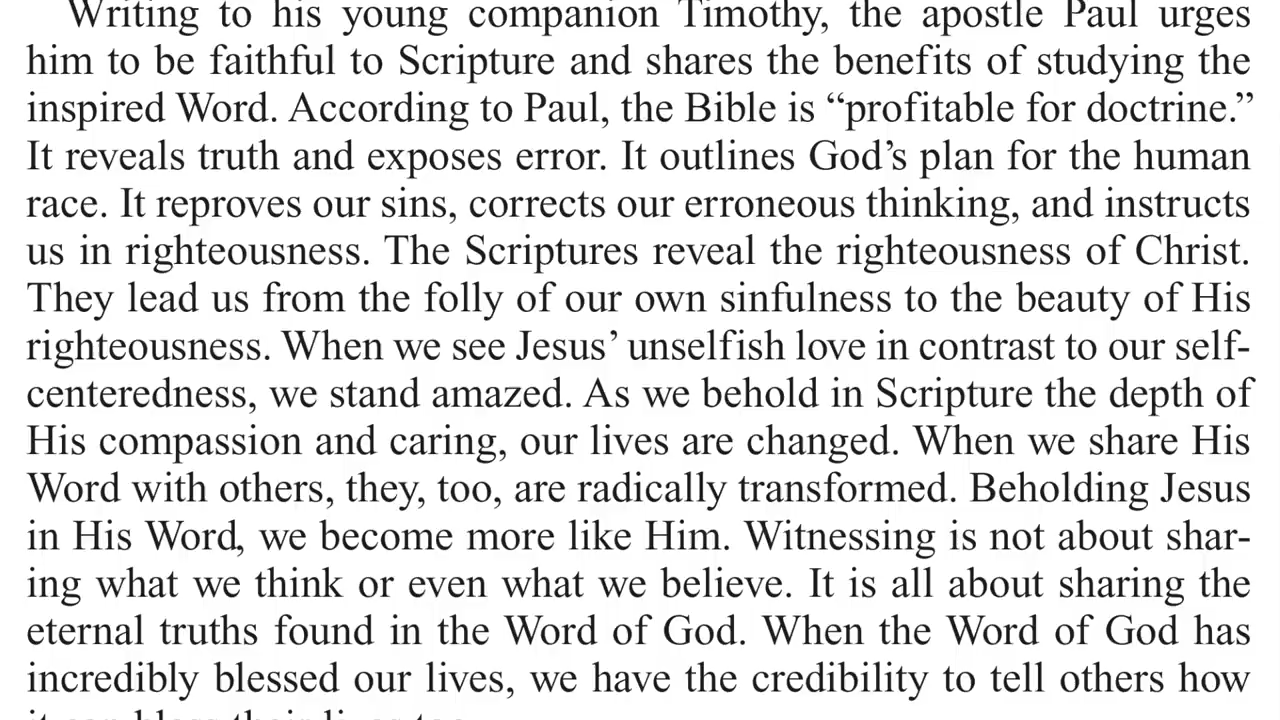 Writing to his young companion Timothy, the apostle Paul urges
him to be faithful to Scripture and shares the benefits of studying the
inspired Word. According to Paul, the Bible is “profitable for doctrine.”
It reveals truth and exposes error. It outlines God’s plan for the human
race. It reproves our sins, corrects our erroneous thinking, and instructs
us in righteousness. The Scriptures reveal the righteousness of Christ.
They lead us from the folly of our own sinfulness to the beauty of His
righteousness. When we see Jesus’ unselfish love in contrast to our self-
centeredness, we stand amazed. As we behold in Scripture the depth of
His compassion and caring, our lives are changed. When we share His
Word with others, they, too, are radically transformed. Beholding Jesus
in His Word, we become more like Him. Witnessing is not about shar-
ing what we think or even what we believe. It is all about sharing the
eternal truths found in the Word of God. When the Word of God has
incredibly blessed our lives, we have the credibility to tell others how
it can bless their lives too.